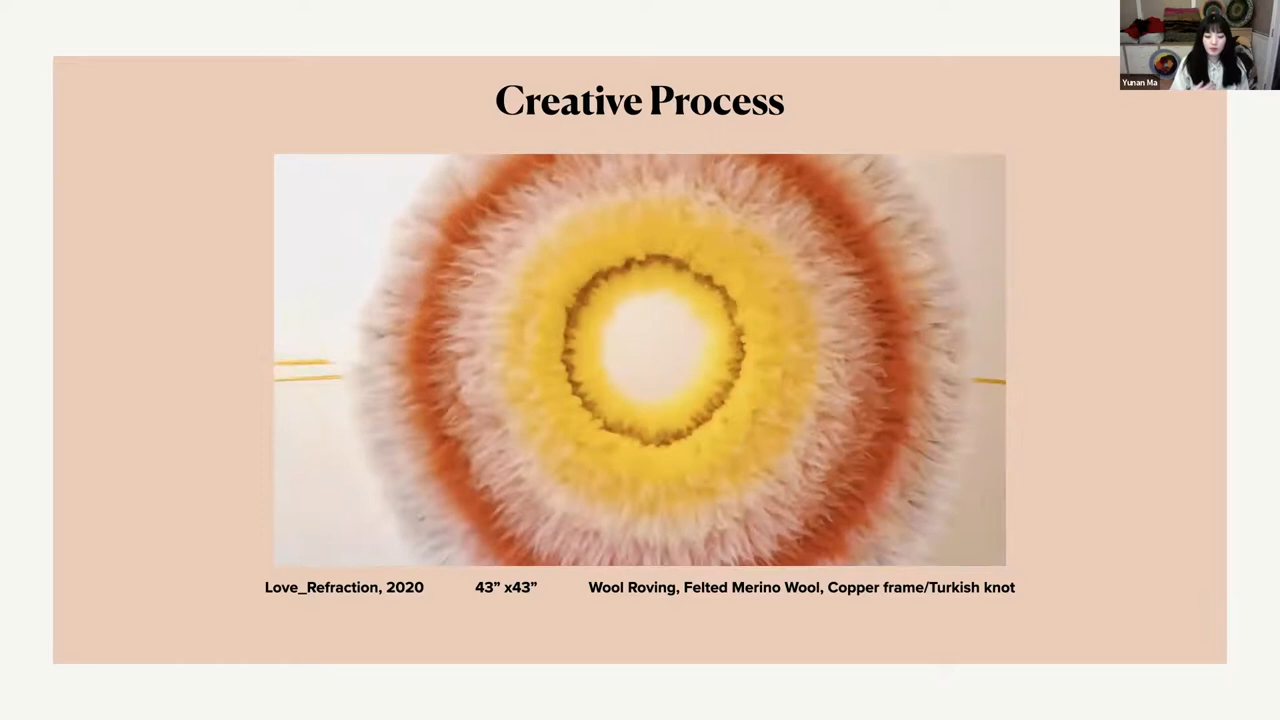 Creative Process
Yunan Ma
Love_Refraction, 2020 43” x43” Wool Roving, Felted Merino Wool, Copper frame/Turkish knot